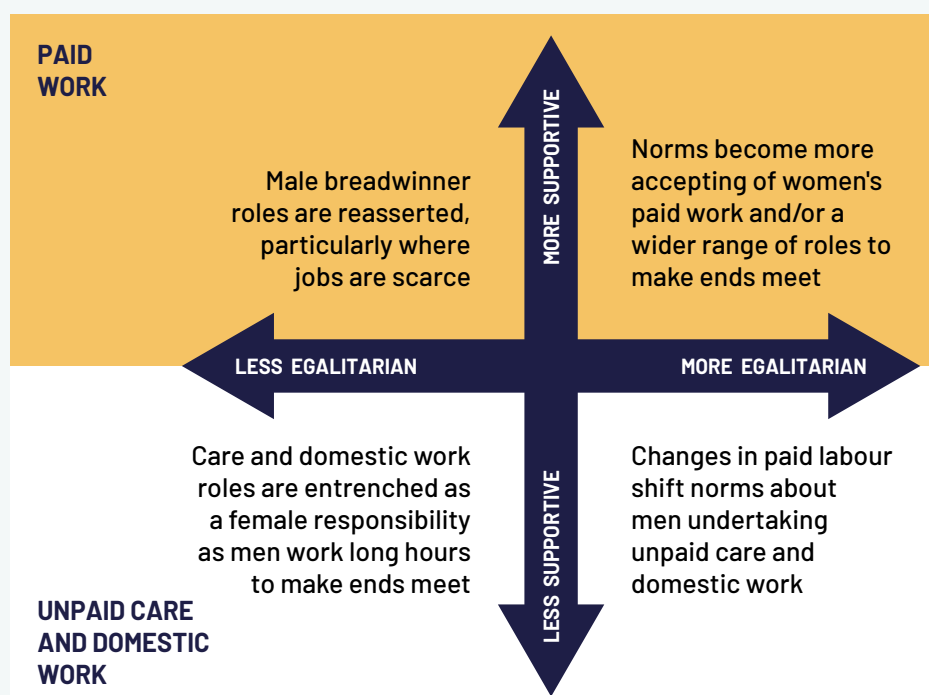 PAID
WORK
MORE SUPPORTIVE
Male breadwinner
roles are reasserted,
particularly where
jobs are scarce
Norms become more
accepting of women's
paid work and/or a
wider range of roles to
make ends meet
LESS EGALITARIAN
MORE EGALITARIAN
Care and domestic work
roles are entrenched as
a female responsibility
as men work long hours
to make ends meet
Changes in paid labour
shift norms about
men undertaking
unpaid care and
domestic work
LESS SUPPORTIVE
UNPAID CARE
AND DOMESTIC
WORK